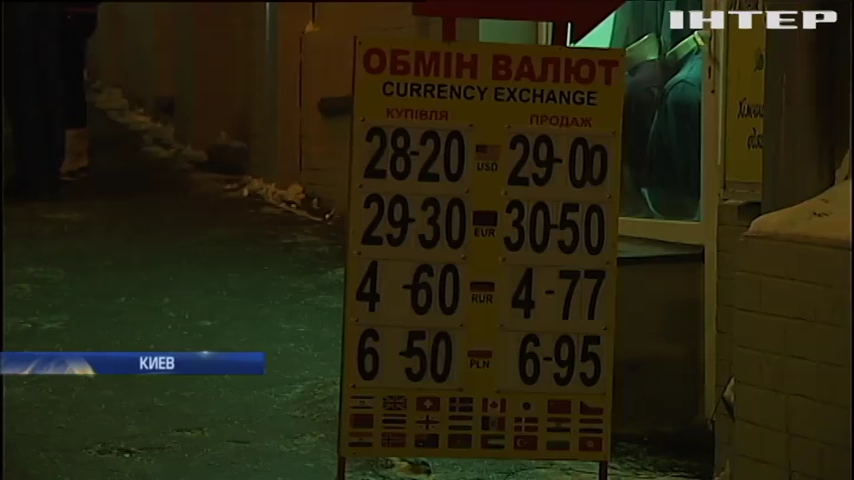 ІНТЕР
ОБМІН ВАЛЮТ
CURRENCY EXCHANGE
КУПІВЛЯ ПРОДАЖ
28-20 USD 29-00
29-30 EUR 30-50
4 -60 RUR 4-77
6 -50 PLN 6-95
КИЕВ